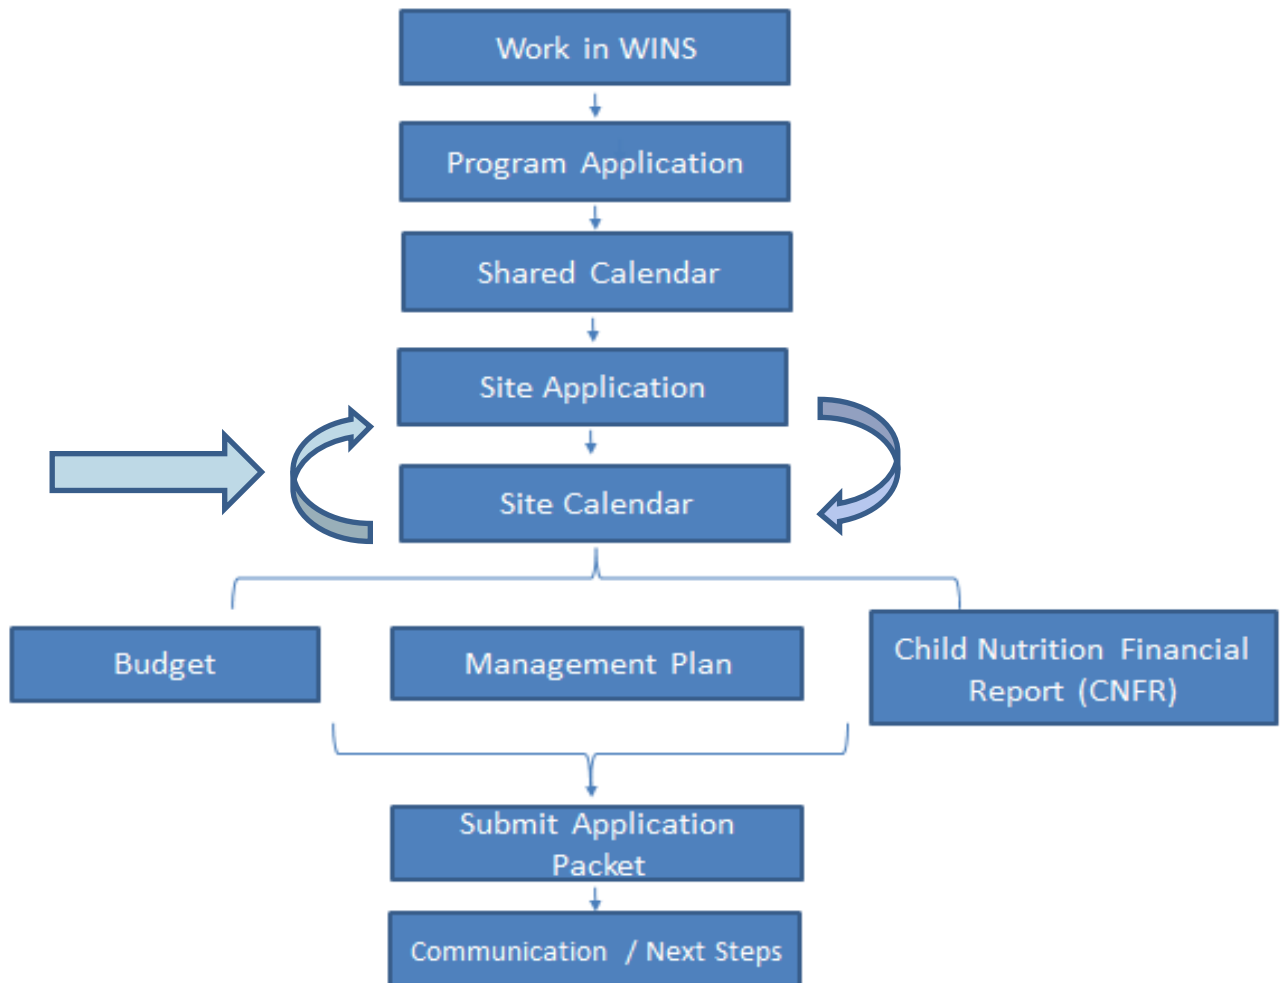 Work in WINS
Program Application
Shared Calendar
Site Application
Site Calendar
Budget
Management Plan
Child Nutrition Financial
Report (CNFR)
Submit Application
Packet
Communication / Next Steps